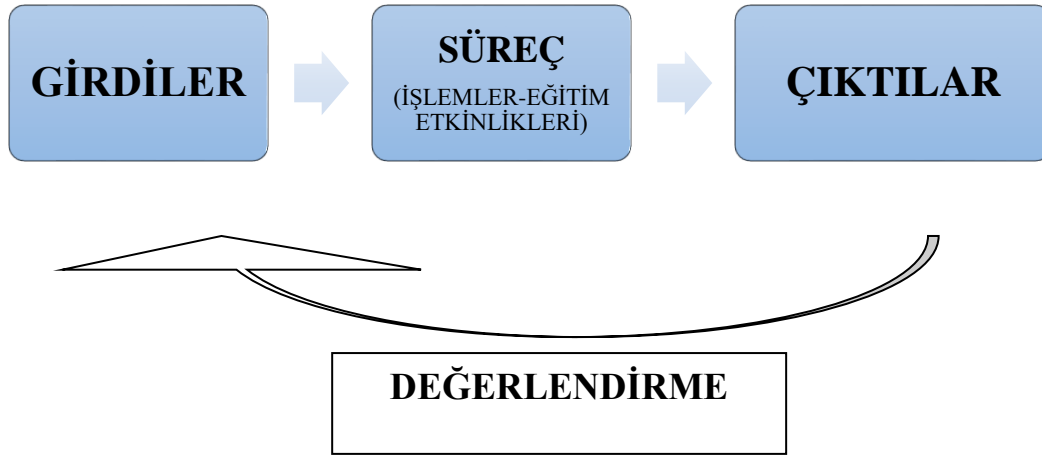 GİRDİLER
SÜREÇ
(İŞLEMLER-EĞİTİM
ETKİNLİKLERİ)
ÇIKTILAR
DEĞERLENDİRME